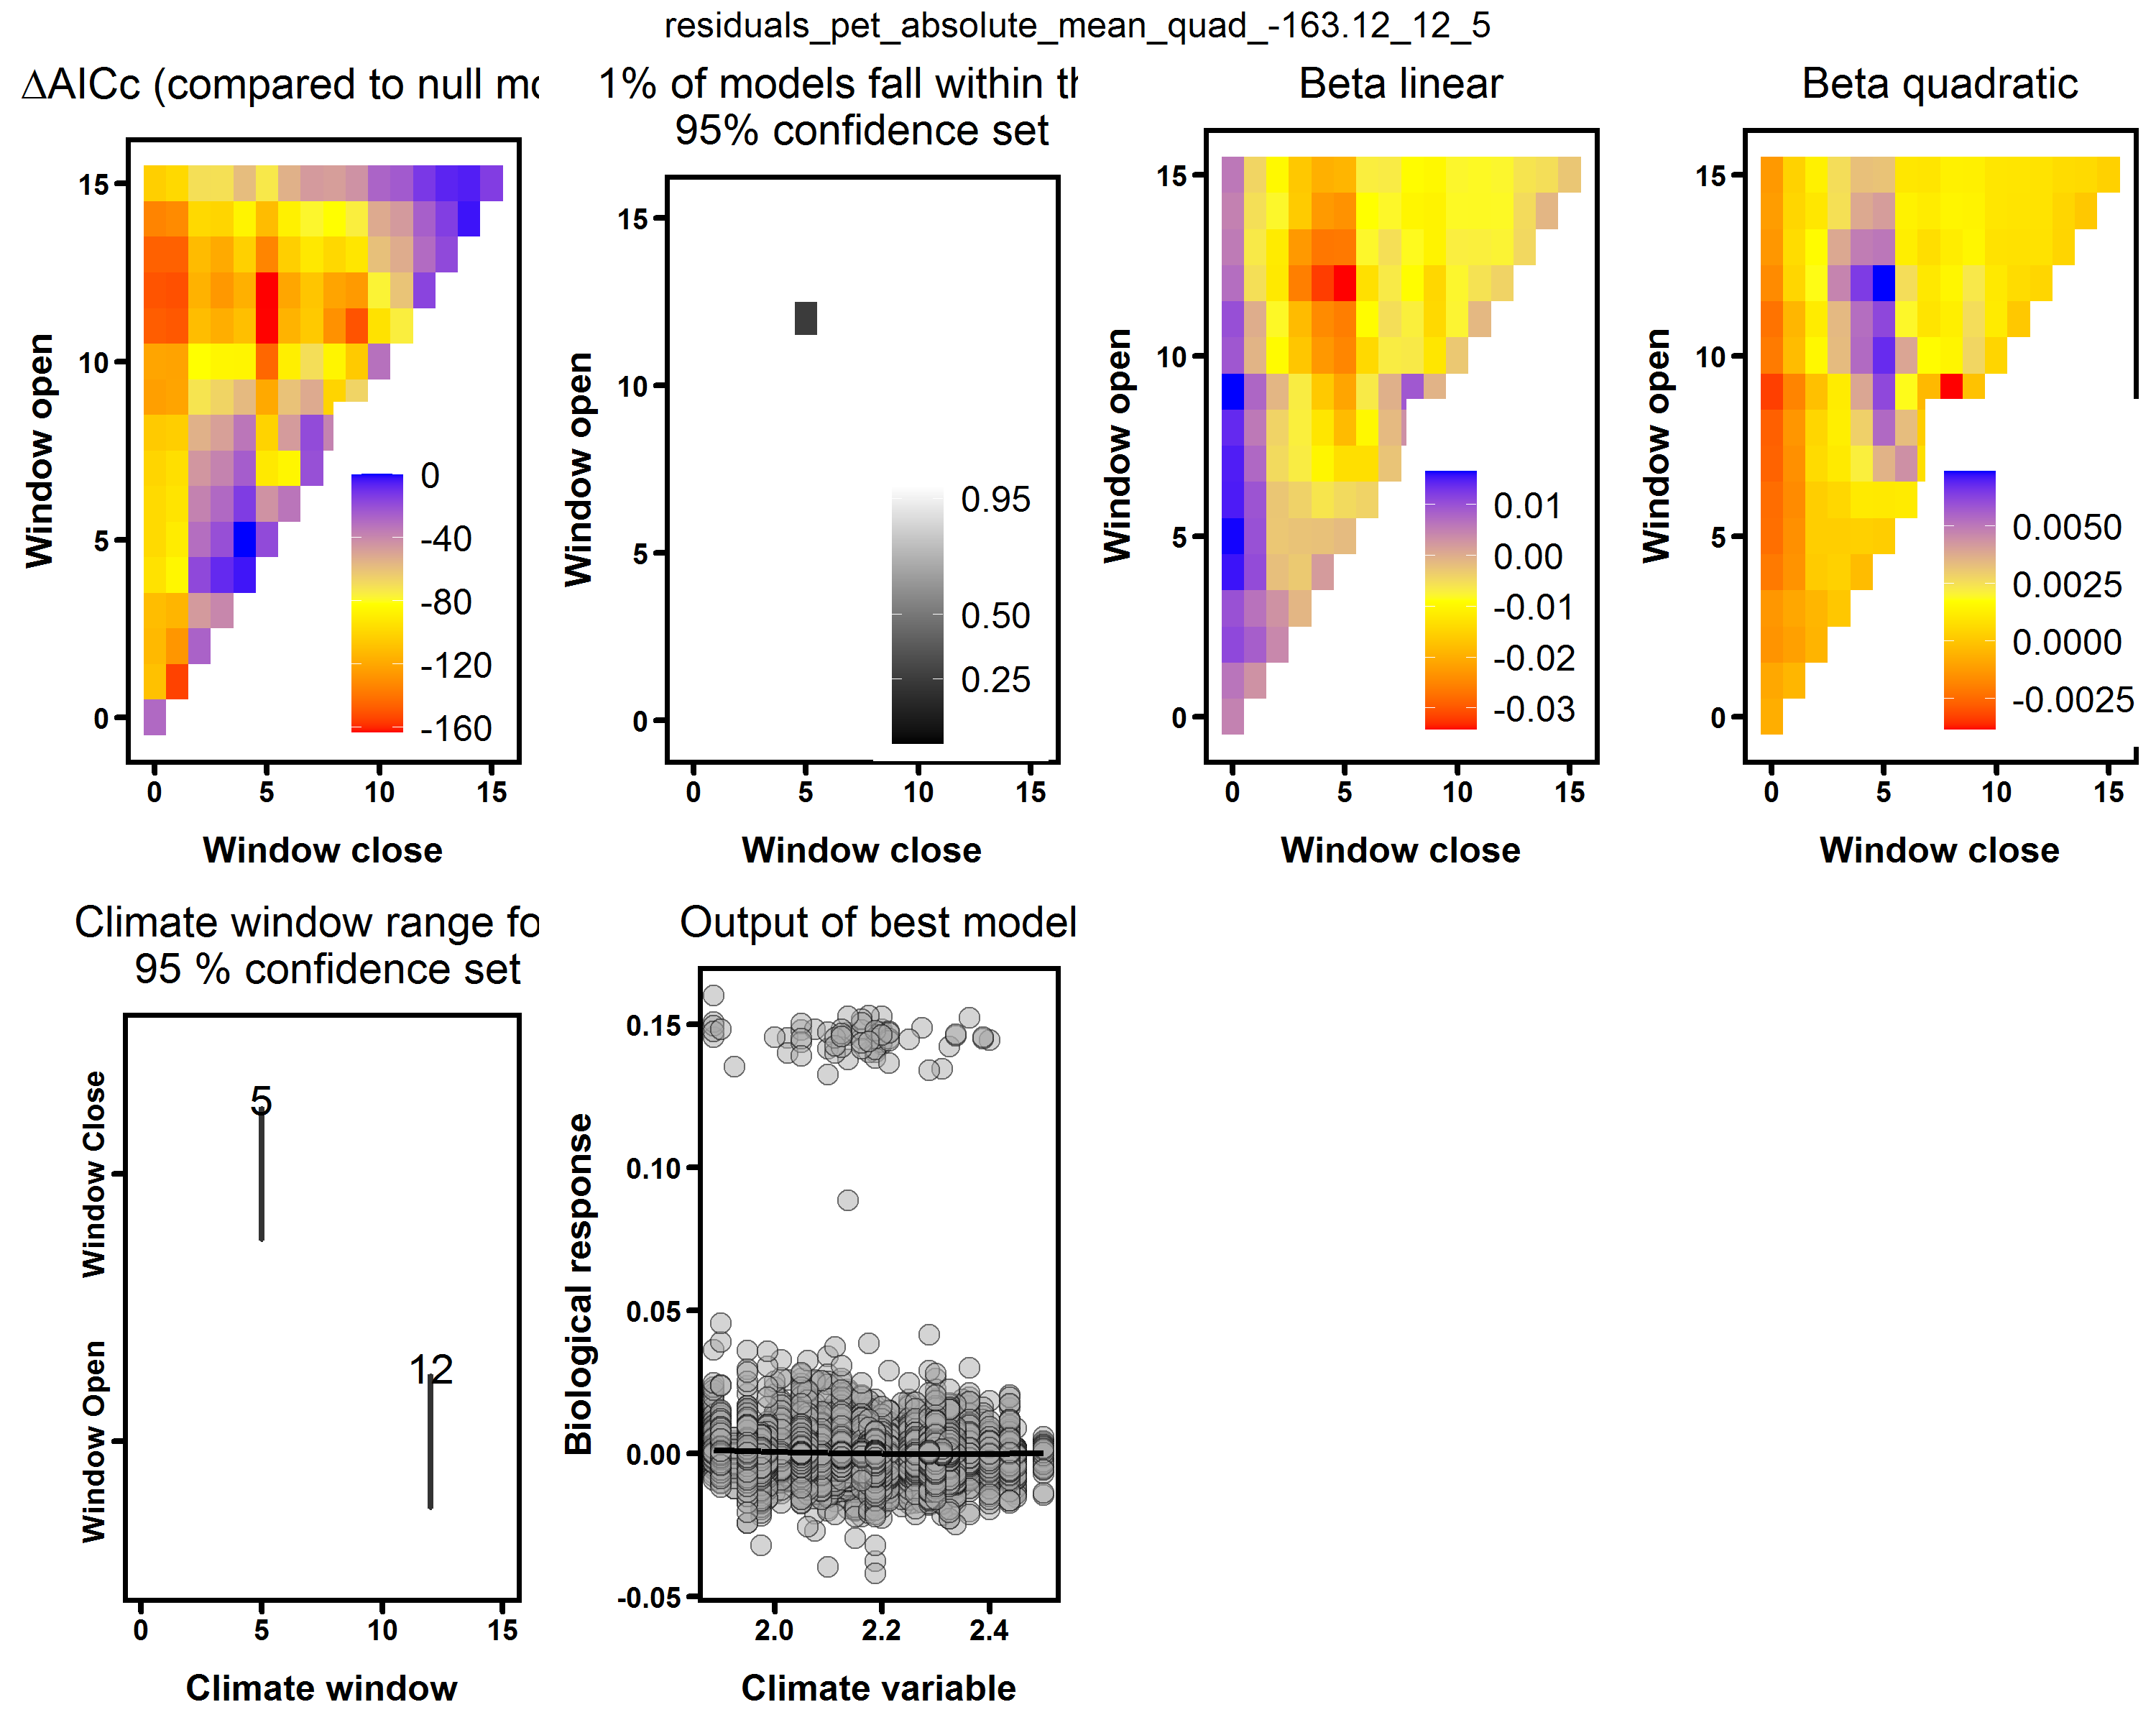 residuals_pet_absolute_mean_quad_-163.12_12_5
ΔAICc (compared to null mo
Window open
15
10
5
0
0
-40
-80
-120
-160
0 5 10 15
Window close
1% of models fall within th
95% confidence set
Window open
15
10
5
0
0.95
0.50
0.25
0 5 10 15
Window close
Beta linear
Window open
15
10
5
0
0.01
0.00
-0.01
-0.02
-0.03
0 5 10 15
Window close
Beta quadratic
Window open
15
10
5
0
0.0050
0.0025
0.0000
-0.0025
0 5 10 15
Window close
Climate window range fo
95 % confidence set
Window Close
Window Open
5
12
0 5 10 15
Climate window
Output of best model
Biological response
0.15
0.10
0.05
0.00
-0.05
2.0 2.2 2.4
Climate variable